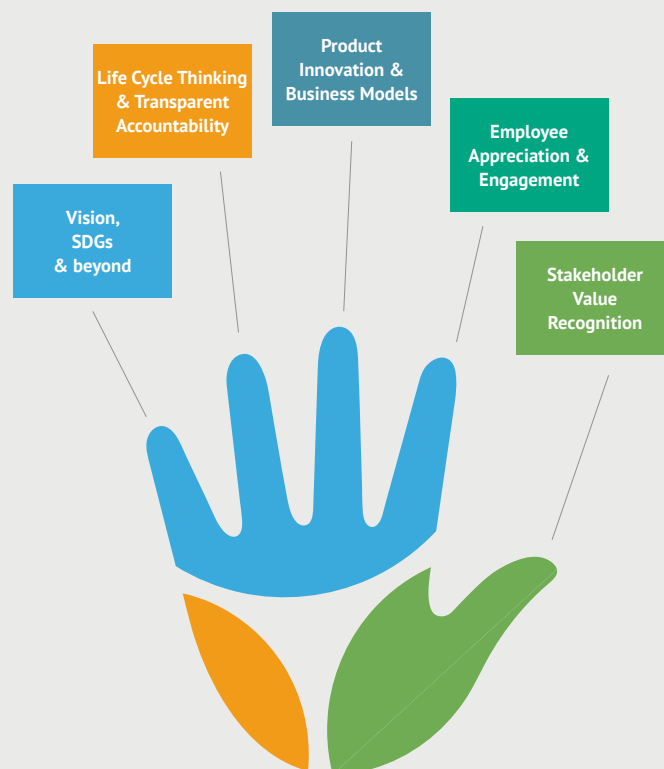 Product
Innovation &
Business Models
Life Cycle Thinking
& Transparent
Accountability
Employee
Appreciation &
Engagement
Vision,
SDGs
& beyond
Stakeholder
Value
Recognition